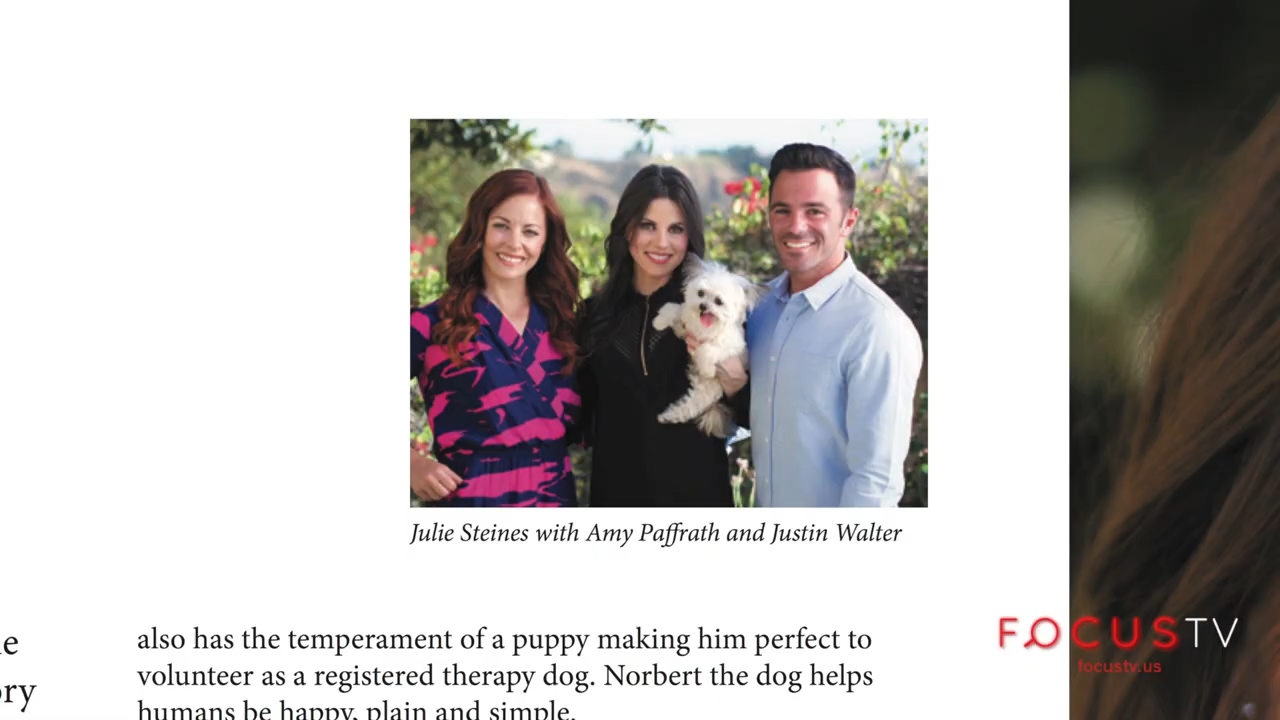 Julie Steines with Amy Paffrath and Justin Walter
also has the temperament of a puppy making him perfect to
volunteer as a registered therapy dog. Norbert the dog helps
humans be happy, plain and simple.
FOCUSTV
focustv.us